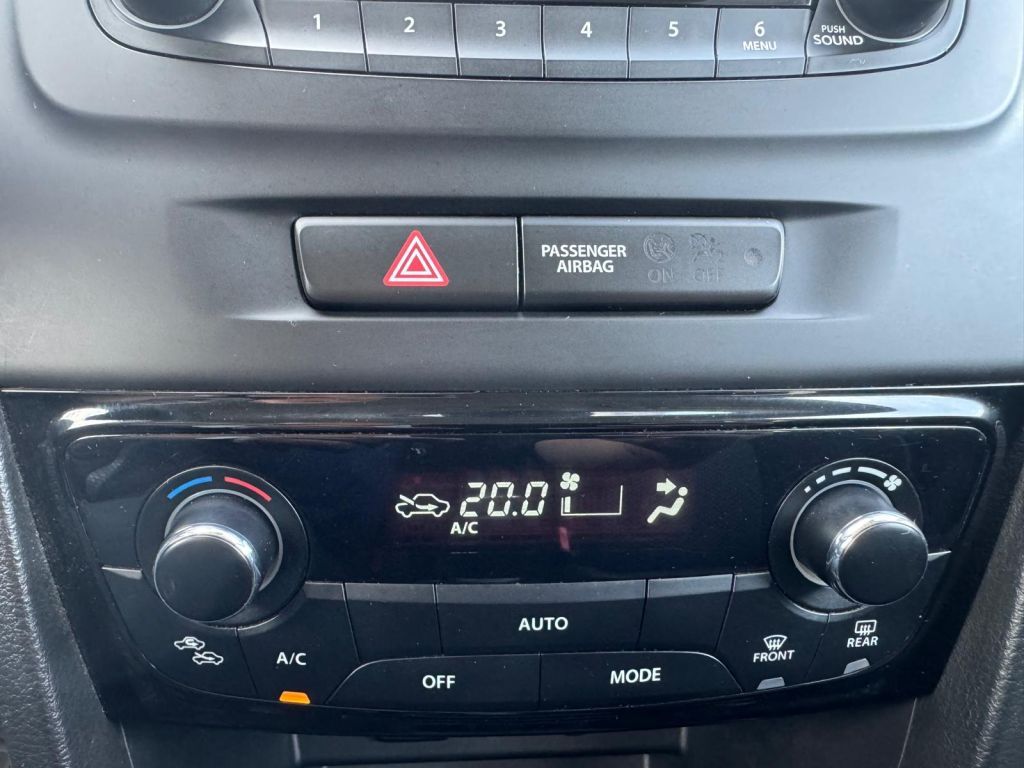 1 2 3 4 5 6
MENU
PUSH
SOUND
PASSENGER
AIRBAG
ON OFF
20.0
A/C
AUTO
A/C
OFF
MODE
FRONT
REAR